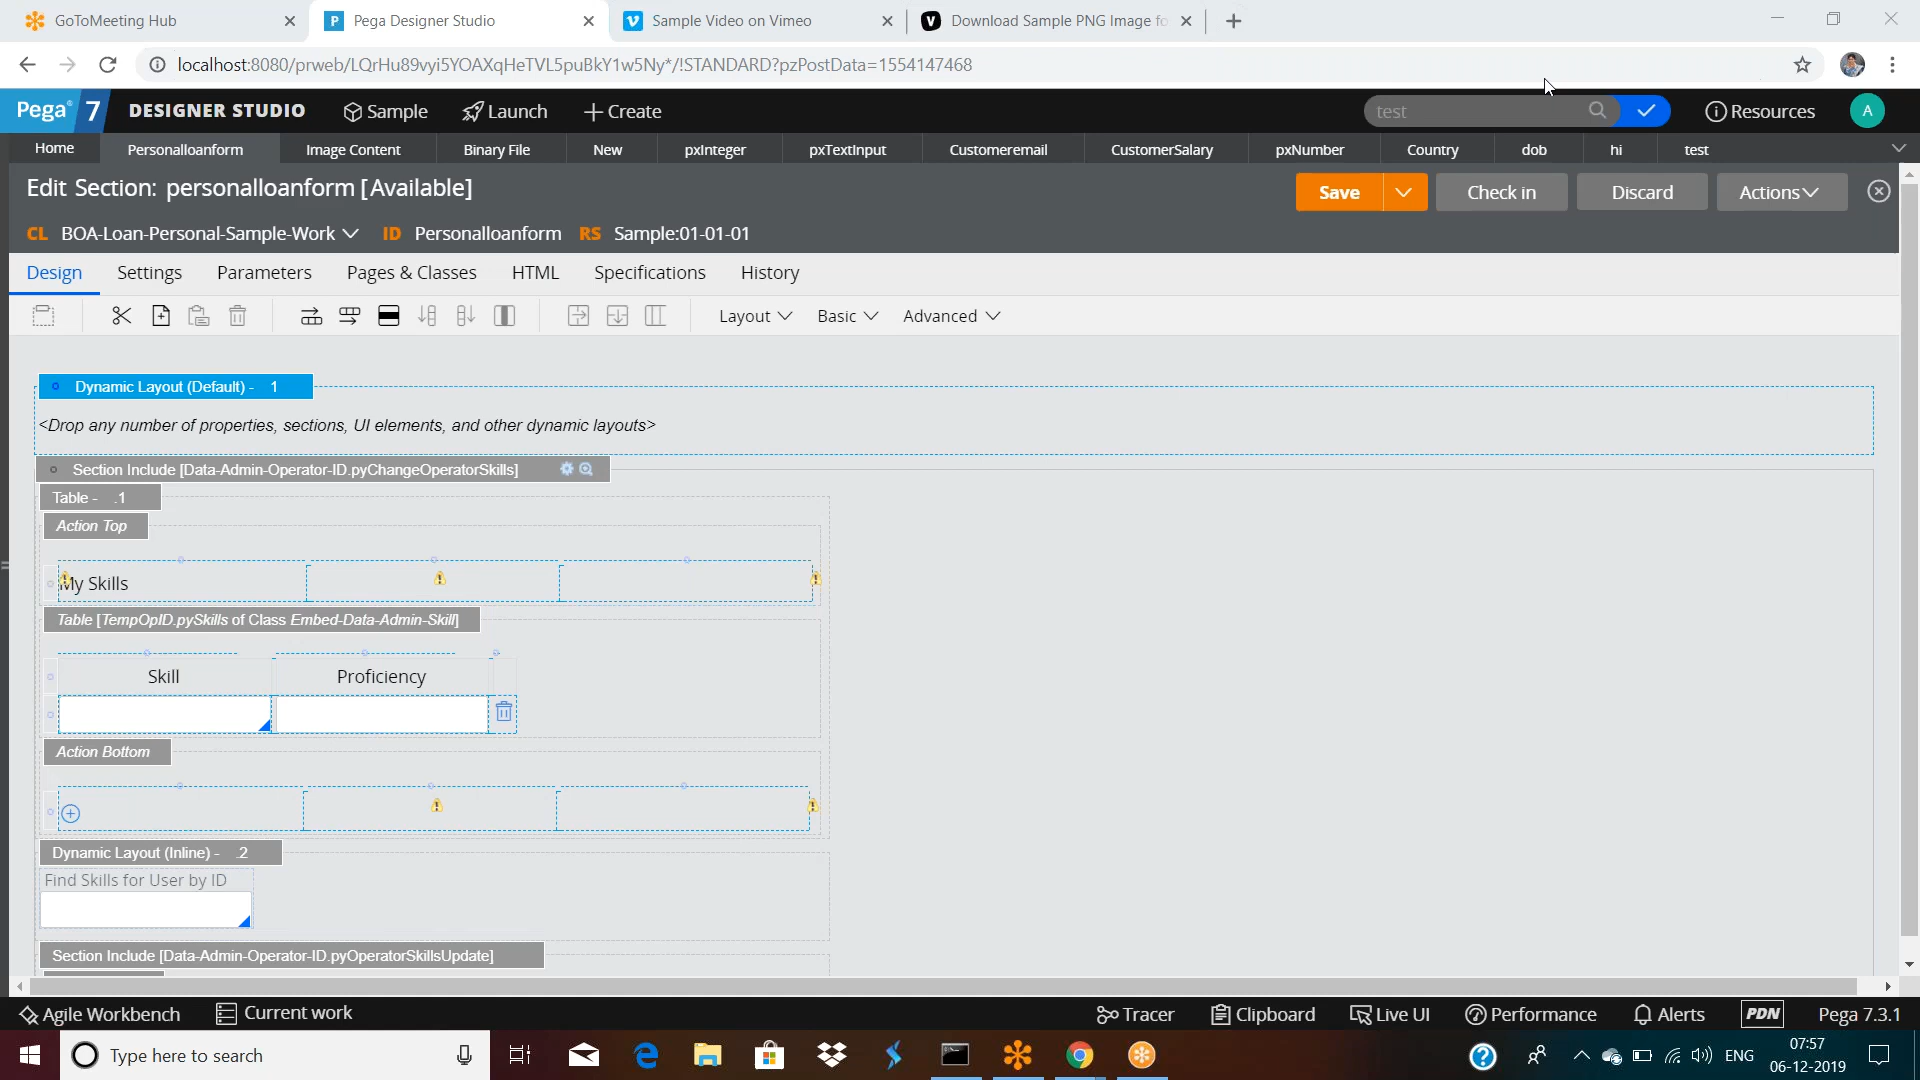 GoToMeeting Hub
Pega Designer Studio
Sample Video on Vimeo
Download Sample PNG Image fo
localhost:8080/prweb/LQrHu89vyi5YOAXqHeTVL5puBkY1w5Ny*/!STANDARD?pzPostData=1554147468
Pega 7 DESIGNER STUDIO Sample Launch Create test Resources A
Home Personalloanform Image Content Binary File New pxInteger pxTextInput Customeremail CustomerSalary pxNumber Country dob hi test
Edit Section: personalloanform [Available] Save Check in Discard Actions
CL BOA-Loan-Personal-Sample-Work ID Personalloanform RS Sample:01-01-01
Design Settings Parameters Pages & Classes HTML Specifications History
Layout Basic Advanced
Dynamic Layout (Default) - 1
<Drop any number of properties, sections, UI elements, and other dynamic layouts>
Section Include [Data-Admin-Operator-ID.pyChangeOperatorSkills]
Table - .1
Action Top
My Skills
Table [TempOpID.pySkills of Class Embed-Data-Admin-Skill]
Skill Proficiency
Action Bottom
Dynamic Layout (Inline) - .2
Find Skills for User by ID
Section Include [Data-Admin-Operator-ID.pyOperatorSkillsUpdate]
Agile Workbench Current work Tracer Clipboard Live UI Performance Alerts PDN Pega 7.3.1
Type here to search
ENG
07:57
06-12-2019